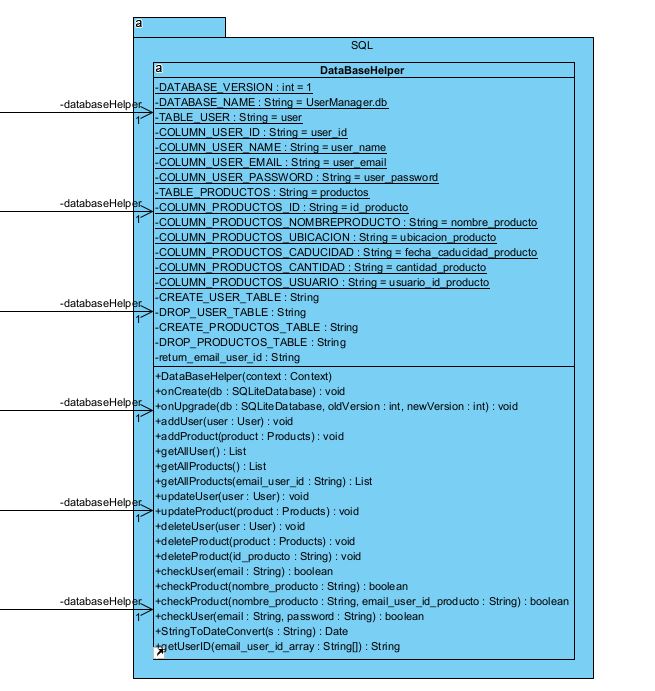 a
SQL
a
DataBaseHelper
-DATABASE_VERSION : int = 1
-databaseHelper
-DATABASE_NAME : String = UserManager.db
1
-TABLE_USER : String = user
-COLUMN_USER_ID : String = user_id
-COLUMN_USER_NAME : String = user_name
-COLUMN_USER_EMAIL : String = user_email
-COLUMN_USER_PASSWORD : String = user_password
-TABLE_PRODUCTOS : String = productos
-databaseHelper
-COLUMN_PRODUCTOS_ID : String = id_producto
1
-COLUMN_PRODUCTOS_NOMBREPRODUCTO : String = nombre_producto
-COLUMN_PRODUCTOS_UBICACION : String = ubicacion_producto
-COLUMN_PRODUCTOS_CADUCIDAD : String = fecha_caducidad_producto
-COLUMN_PRODUCTOS_CANTIDAD : String = cantidad_producto
-COLUMN_PRODUCTOS_USUARIO : String = usuario_id_producto
-databaseHelper
-CREATE_USER_TABLE : String
-DROP_USER_TABLE : String
1
-CREATE_PRODUCTOS_TABLE : String
-DROP_PRODUCTOS_TABLE : String
-return_email_user_id : String
+DataBaseHelper(context : Context)
+onCreate(db : SQLiteDatabase) : void
-databaseHelper
+onUpgrade(db : SQLiteDatabase, oldVersion : int, newVersion : int) : void
1
+addUser(user : User) : void
+addProduct(product : Products) : void
+getAllUser() : List
+getAllProducts() : List
+getAllProducts(email_user_id : String) : List
-databaseHelper
+updateUser(user : User) : void
+updateProduct(product : Products) : void
1
+deleteUser(user : User) : void
+deleteProduct(product : Products) : void
+deleteProduct(id_producto : String) : void
+checkUser(email : String) : boolean
+checkProduct(nombre_producto : String) : boolean
-databaseHelper
+checkProduct(nombre_producto : String, email_user_id_producto : String) : boolean
1
+checkUser(email : String, password : String) : boolean
+StringToDateConvert(s : String) : Date
+getUserID(email_user_id_array : String[]) : String